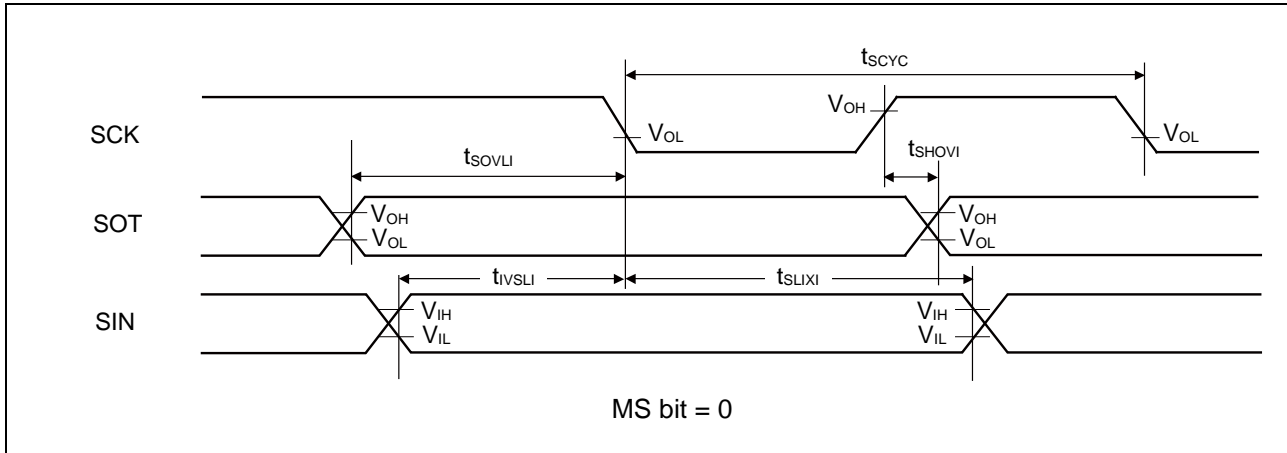 tSCYC
VOH
SCK
VOL
VOL
tSHOVI
tSOVLI
SOT
VOH
VOH
VOL
VOL
tIVSLI
tSLIXI
SIN
VIH
VIH
VIL
VIL
MS bit = 0